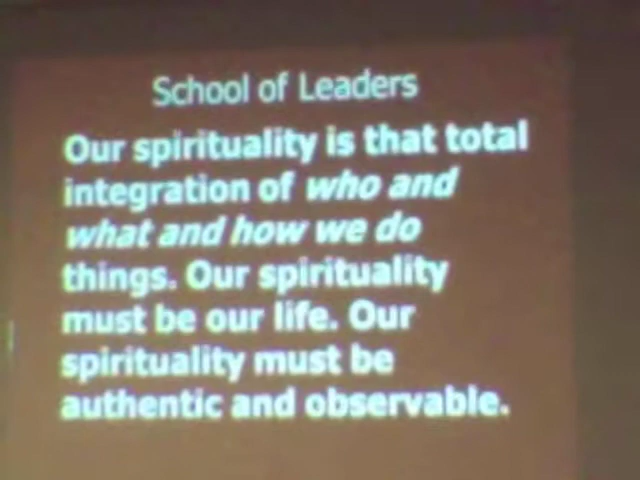 School of Leaders
Our spirituality is that total
integration of who and
what and how we do
things. Our spirituality
must be our life. Our
spirituality must be
authentic and observable.